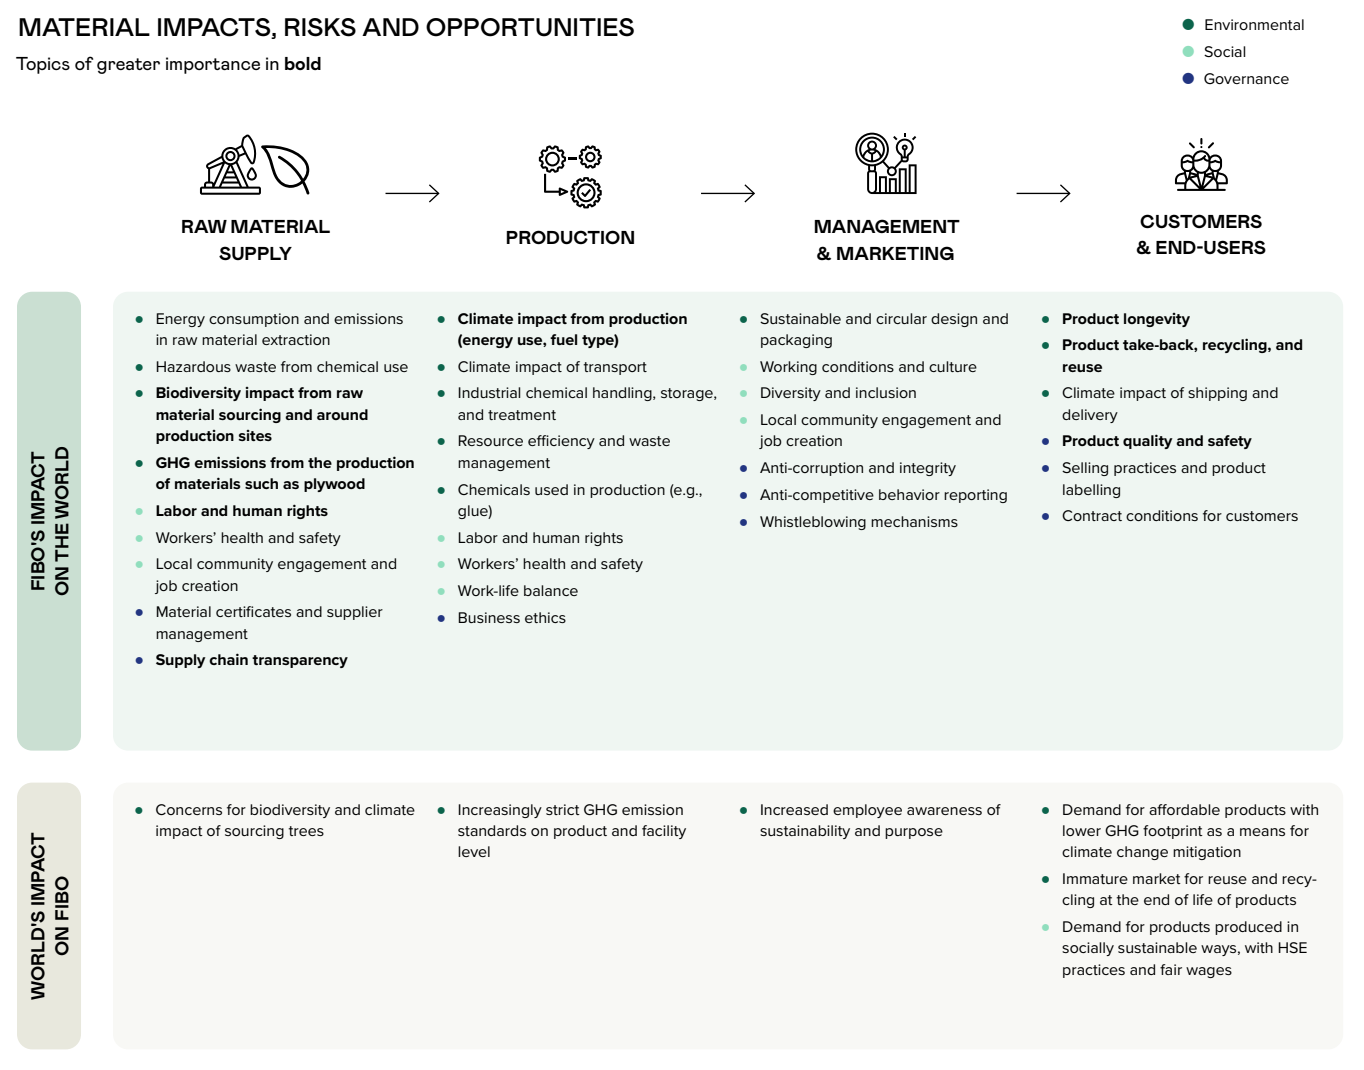 MATERIAL IMPACTS, RISKS AND OPPORTUNITIES
Topics of greater importance in bold
Environmental
Social
Governance
RAW MATERIAL
SUPPLY
PRODUCTION
MANAGEMENT
& MARKETING
CUSTOMERS
& END-USERS
FIBO'S IMPACT
ON THE WORLD
Energy consumption and emissions
in raw material extraction
Hazardous waste from chemical use
Biodiversity impact from raw
material sourcing and around
production sites
GHG emissions from the production
of materials such as plywood
Labor and human rights
Workers’ health and safety
Local community engagement and
job creation
Material certificates and supplier
management
Supply chain transparency
Climate impact from production
(energy use, fuel type)
Climate impact of transport
Industrial chemical handling, storage,
and treatment
Resource efficiency and waste
management
Chemicals used in production (e.g.,
glue)
Labor and human rights
Workers’ health and safety
Work-life balance
Business ethics
Sustainable and circular design and
packaging
Working conditions and culture
Diversity and inclusion
Local community engagement and
job creation
Anti-corruption and integrity
Anti-competitive behavior reporting
Whistleblowing mechanisms
Product longevity
Product take-back, recycling, and
reuse
Climate impact of shipping and
delivery
Product quality and safety
Selling practices and product
labelling
Contract conditions for customers
WORLD'S IMPACT
ON FIBO
Concerns for biodiversity and climate
impact of sourcing trees
Increasingly strict GHG emission
standards on product and facility
level
Increased employee awareness of
sustainability and purpose
Demand for affordable products with
lower GHG footprint as a means for
climate change mitigation
Immature market for reuse and recy-
cling at the end of life of products
Demand for products produced in
socially sustainable ways, with HSE
practices and fair wages